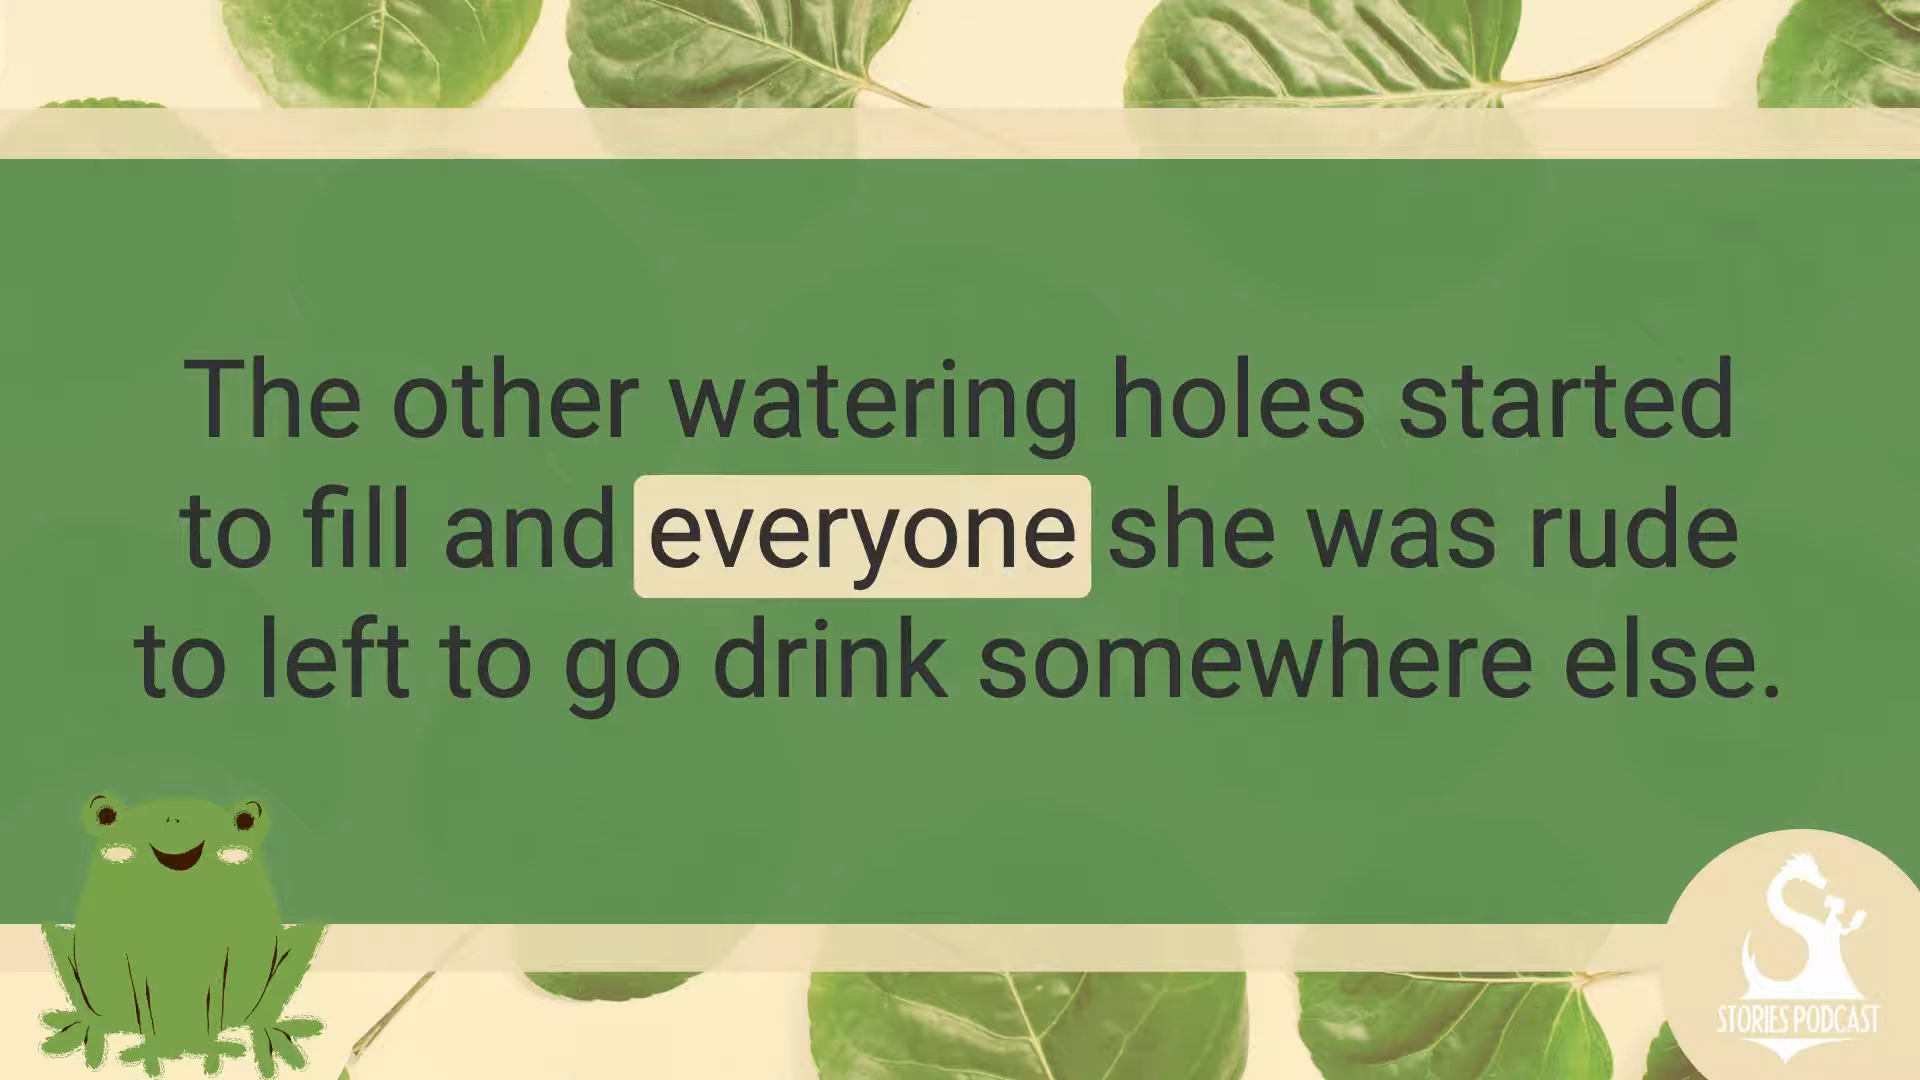 The other watering holes started
to fill and everyone she was rude
to left to go drink somewhere else.
STORIES PODCAST